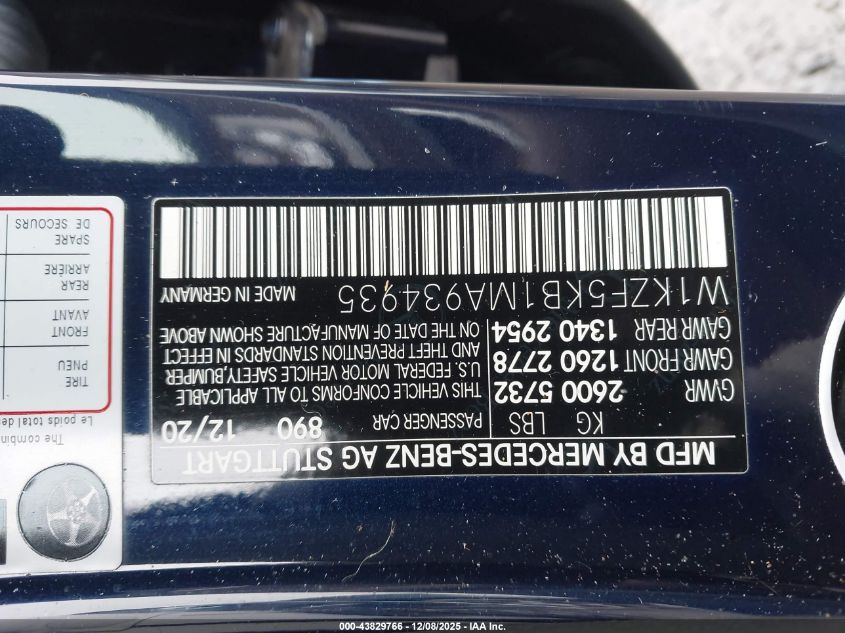 MFD BY MERCEDES-BENZ AG STUTTGART
KG LBS
GVWR 2600 5732
GAWR FRONT 1260 2778
GAWR REAR 1340 2954
PASSENGER CAR 890 12/20
THIS VEHICLE CONFORMS TO ALL APPLICABLE
U.S. FEDERAL MOTOR VEHICLE SAFETY,BUMPER
AND THEFT PREVENTION STANDARDS IN EFFECT
ON THE DATE OF MANUFACTURE SHOWN ABOVE
W1KZF5KB1MA934935 MADE IN GERMANY
The combin
Le poids total de
TIRE
PNEU
FRONT
AVANT
REAR
ARRIÈRE
SPARE
DE SECOURS
000-43829766 - 12/08/2025 - IAA Inc.